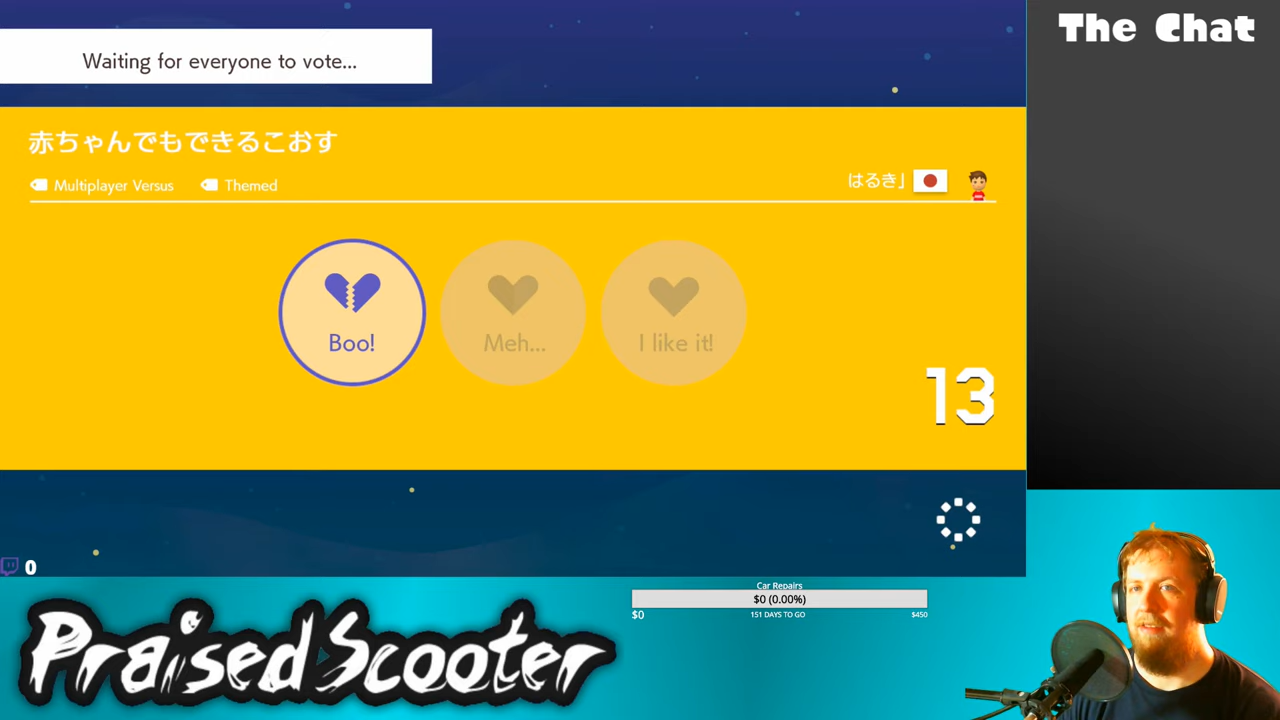 The Chat
Waiting for everyone to vote...
赤ちゃんでもできるこおす
Multiplayer Versus
Themed
はるき」
Boo!
Meh...
I like it!
13
0
Car Repairs
$0 (0.00%)
$0
151 DAYS TO GO
$450
PraisedScooter